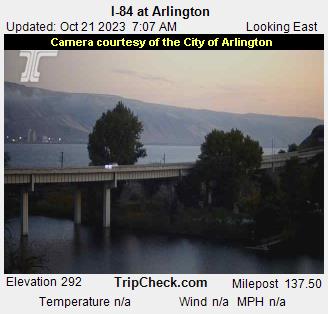 I-84 at Arlington
Updated: Oct 21 2023 7:07 AM Looking East
Camera courtesy of the City of Arlington
Elevation 292 TripCheck.com Milepost 137.50
Temperature n/a Wind n/a MPH n/a